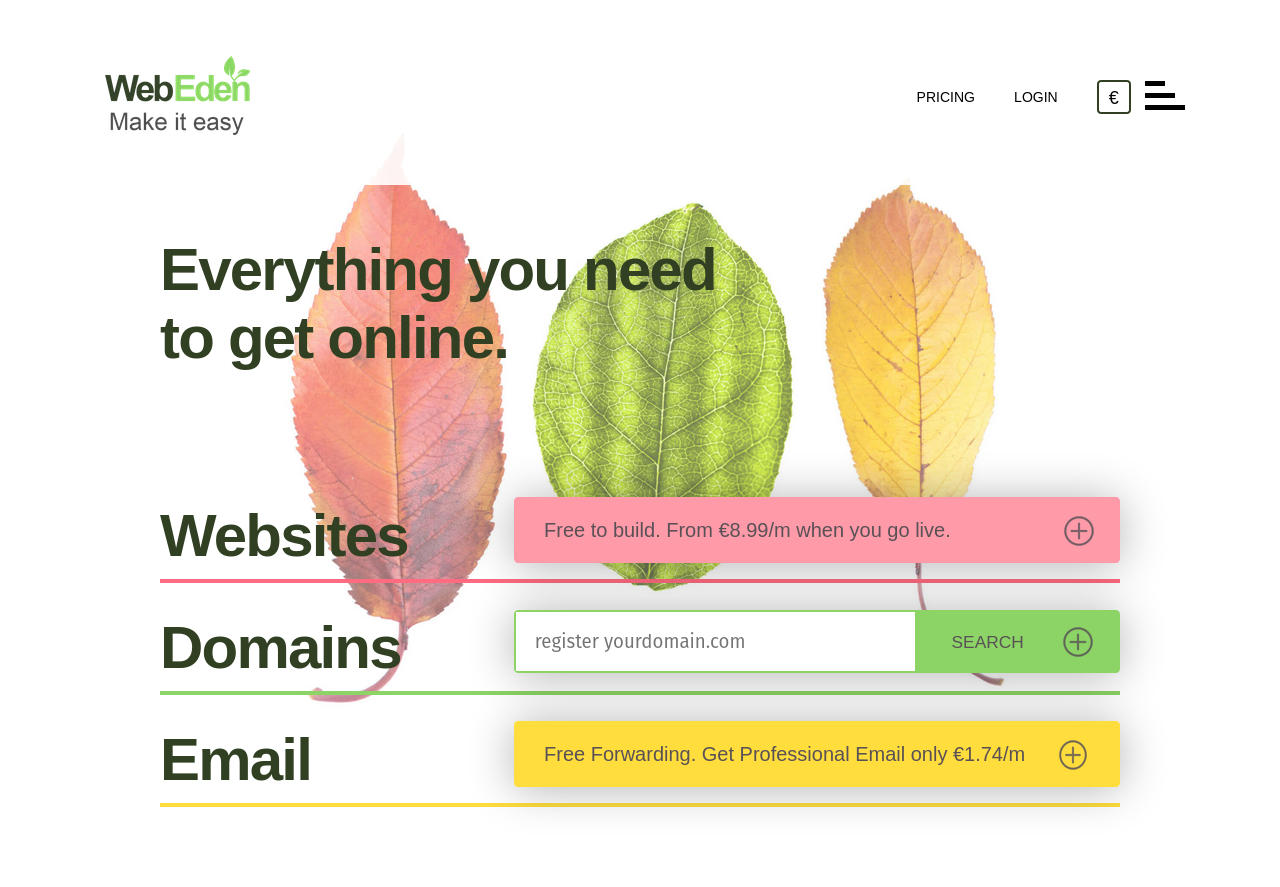 WebEden
Make it easy
PRICING LOGIN €
Everything you need
to get online.
Websites
Free to build. From €8.99/m when you go live.
Domains
register yourdomain.com
SEARCH
Email
Free Forwarding. Get Professional Email only €1.74/m